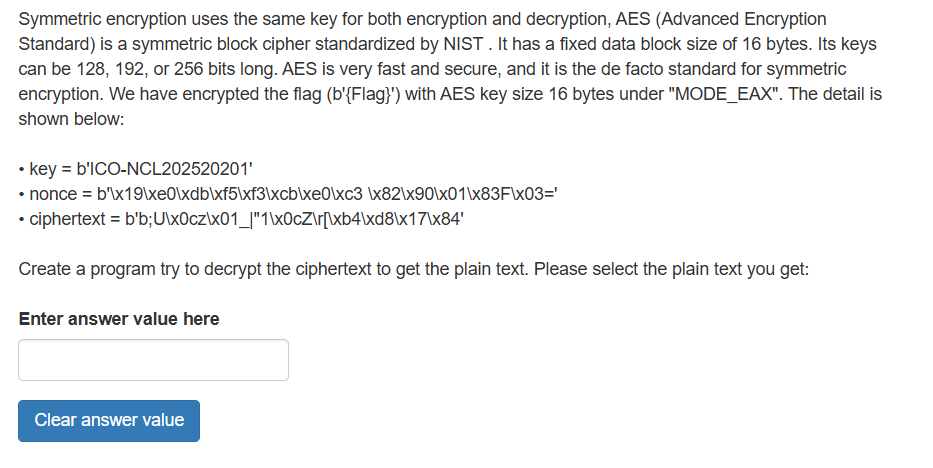 Symmetric encryption uses the same key for both encryption and decryption, AES (Advanced Encryption
Standard) is a symmetric block cipher standardized by NIST . It has a fixed data block size of 16 bytes. Its keys
can be 128, 192, or 256 bits long. AES is very fast and secure, and it is the de facto standard for symmetric
encryption. We have encrypted the flag (b'{Flag}') with AES key size 16 bytes under "MODE_EAX". The detail is
shown below:
• key = b'ICO-NCL202520201'
• nonce = b'\x19\xe0\xdb\xf5\xf3\xcb\xe0\xc3 \x82\x90\x01\x83F\x03='
• ciphertext = b'b;U\x0cz\x01_|"1\x0cZ\r[\xb4\xd8\x17\x84'
Create a program try to decrypt the ciphertext to get the plain text. Please select the plain text you get:
Enter answer value here
Clear answer value